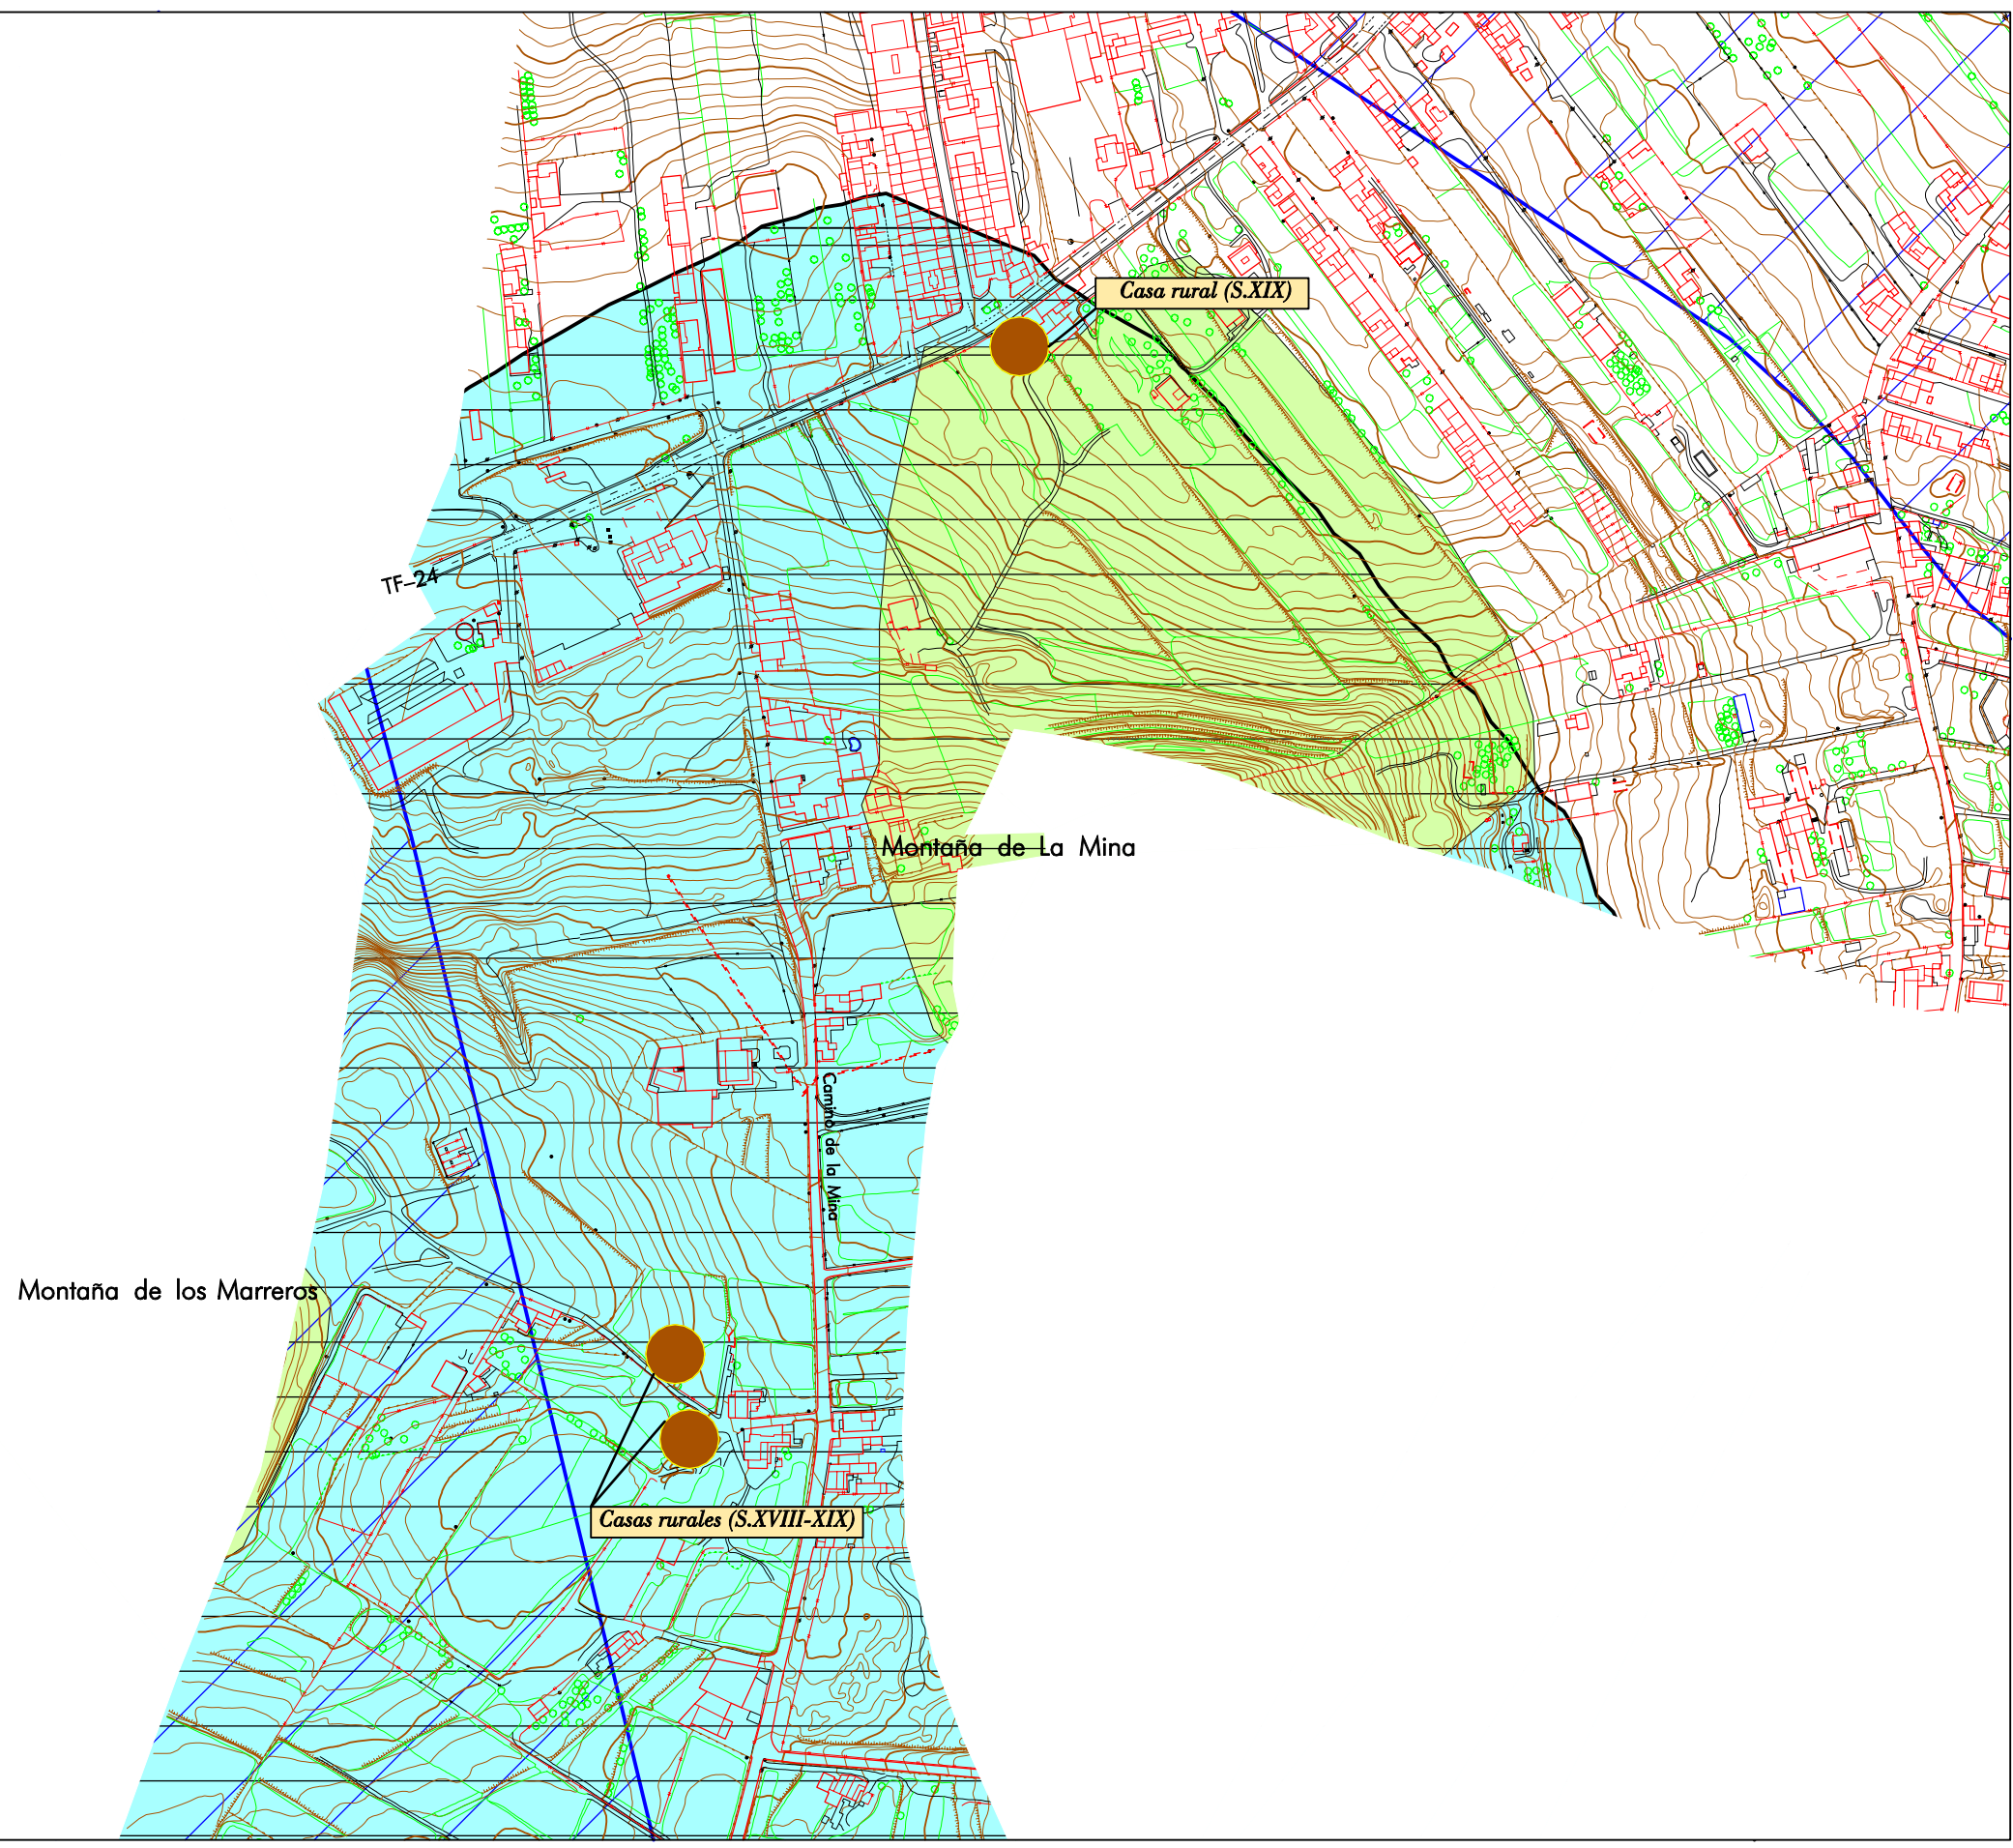 Casa rural (S.XIX)
TF-24
Montaña de La Mina
Camino de la Mina
Montaña de los Marreros
Casas rurales (S.XVIII-XIX)